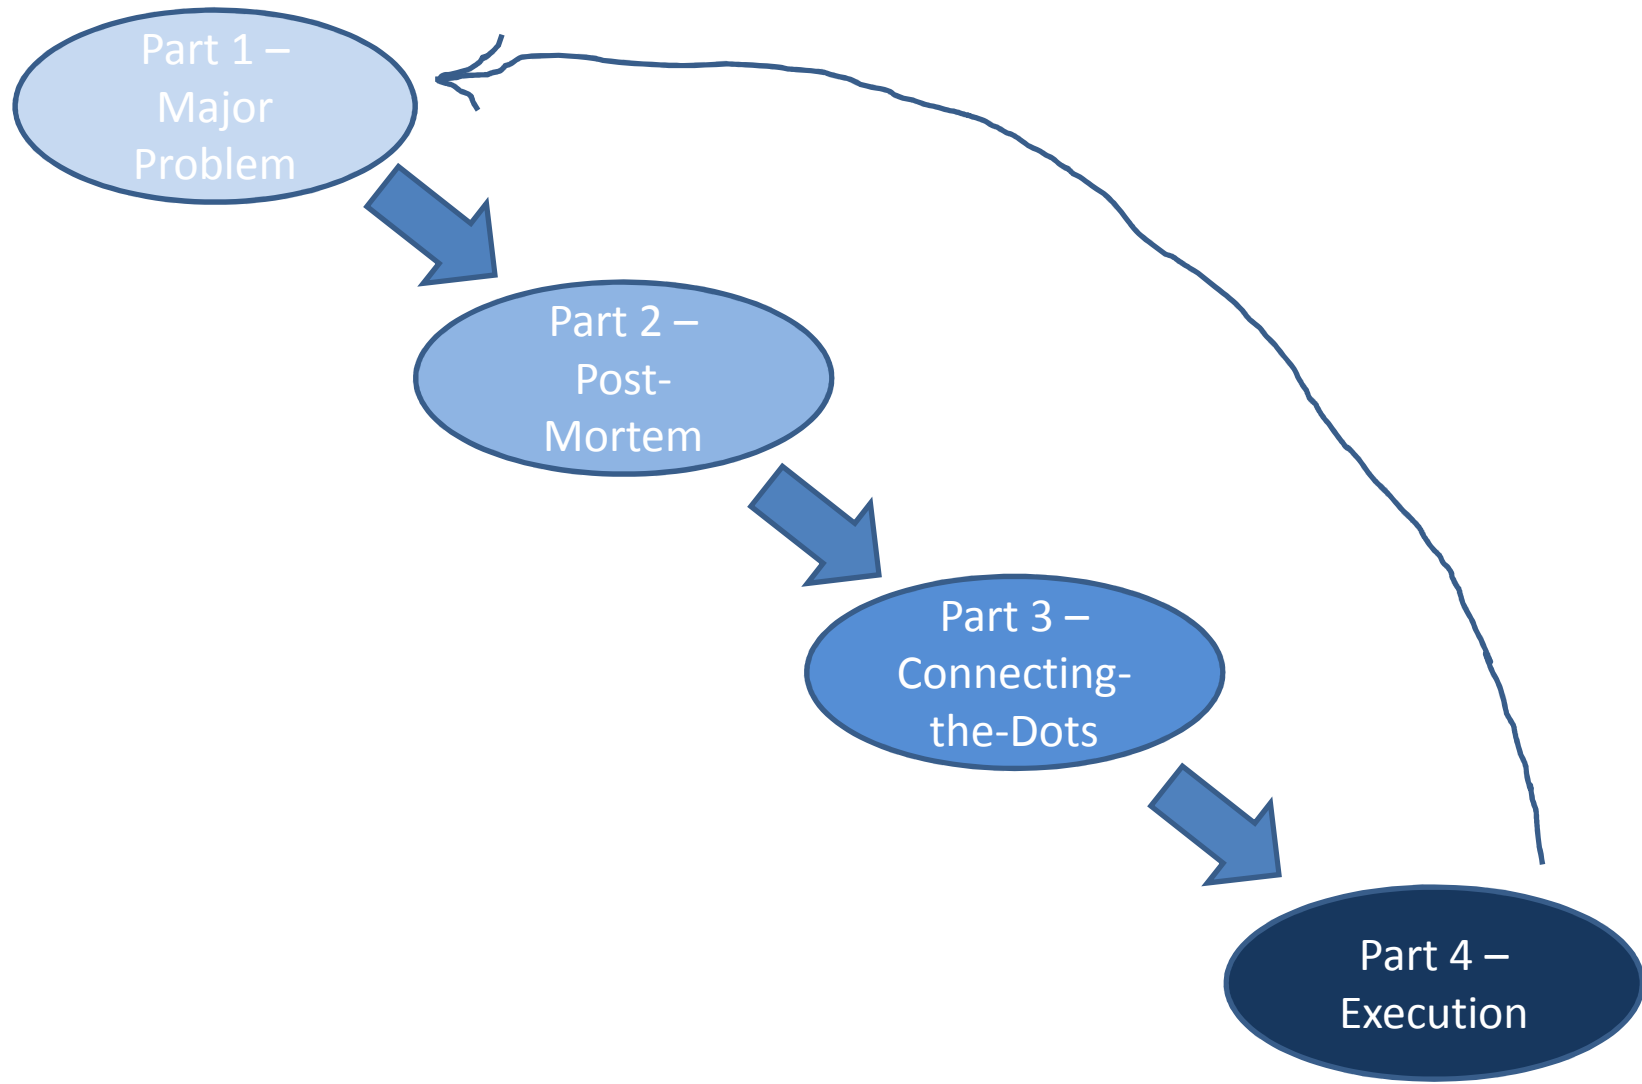 Part 1 –
Major
Problem
Part 2 –
Post-
Mortem
Part 3 –
Connecting-
the-Dots
Part 4 –
Execution